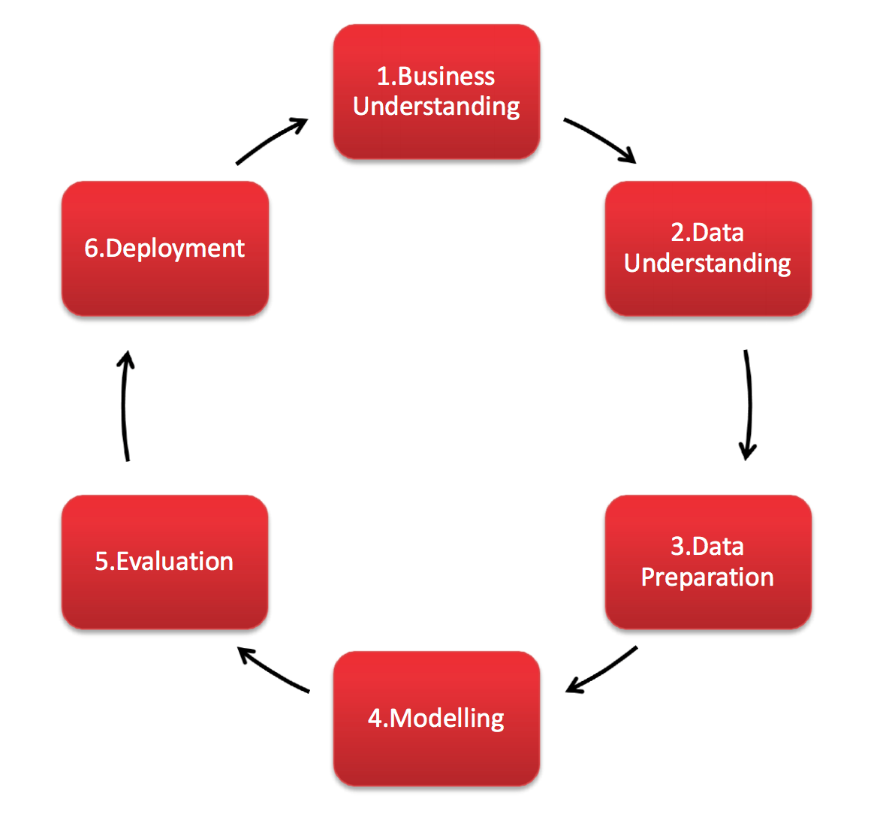 1.Business
Understanding
2.Data
Understanding
3.Data
Preparation
4.Modelling
5.Evaluation
6.Deployment